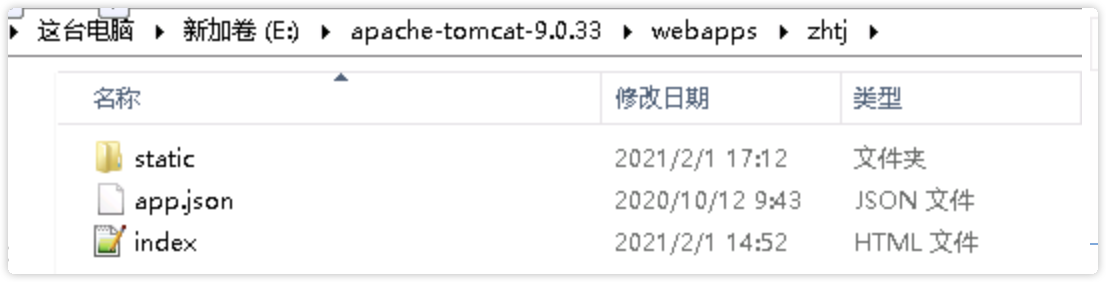 这台电脑 ▸ 新加卷 (E:) ▸ apache-tomcat-9.0.33 ▸ webapps ▸ zhtj ▸
名称 修改日期 类型
static 2021/2/1 17:12 文件夹
app.json 2020/10/12 9:43 JSON 文件
index 2021/2/1 14:52 HTML 文件